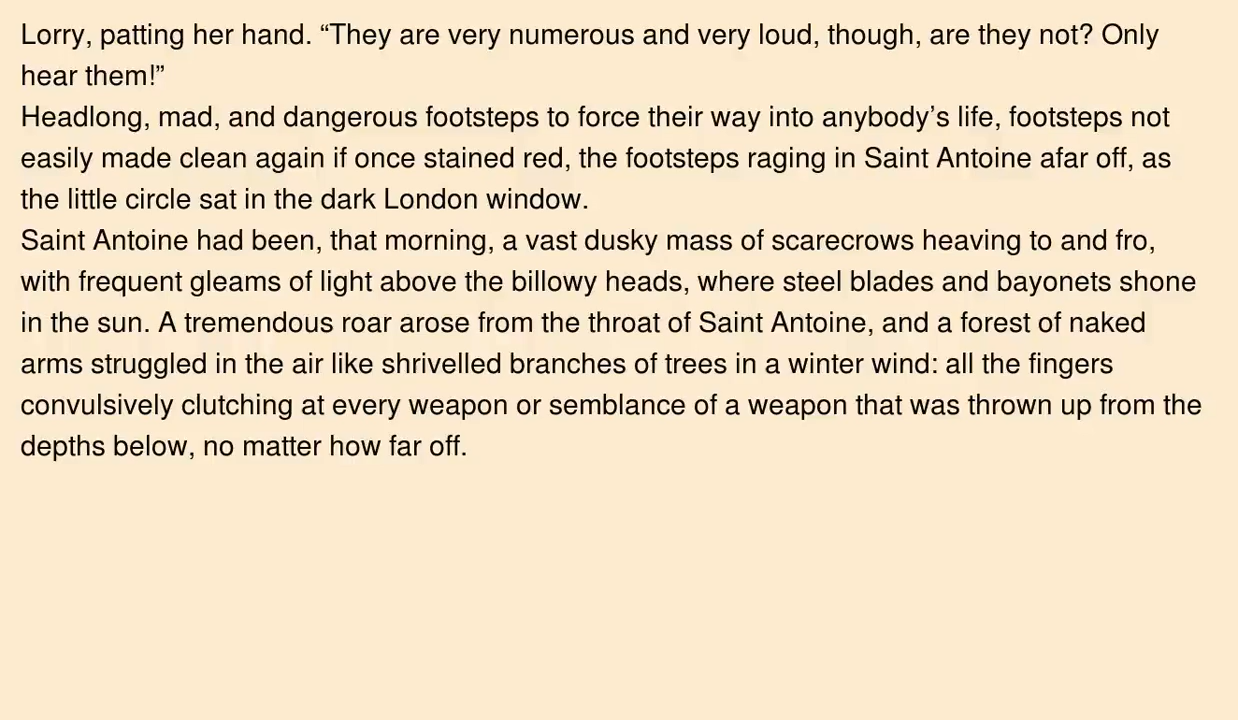 Lorry, patting her hand. “They are very numerous and very loud, though, are they not? Only
hear them!”
Headlong, mad, and dangerous footsteps to force their way into anybody’s life, footsteps not
easily made clean again if once stained red, the footsteps raging in Saint Antoine afar off, as
the little circle sat in the dark London window.
Saint Antoine had been, that morning, a vast dusky mass of scarecrows heaving to and fro,
with frequent gleams of light above the billowy heads, where steel blades and bayonets shone
in the sun. A tremendous roar arose from the throat of Saint Antoine, and a forest of naked
arms struggled in the air like shrivelled branches of trees in a winter wind: all the fingers
convulsively clutching at every weapon or semblance of a weapon that was thrown up from the
depths below, no matter how far off.